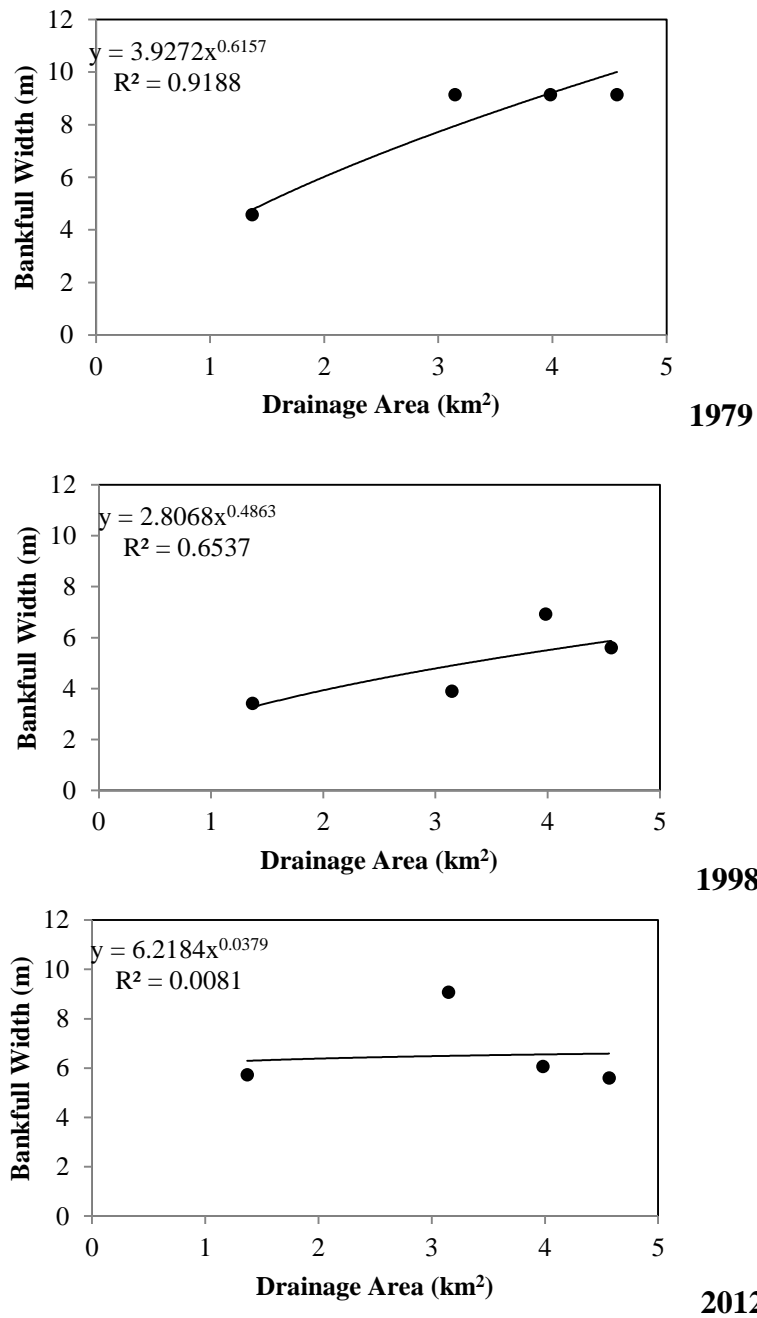 12
y = 3.9272x^0.6157
R² = 0.9188
10
8
6
4
2
0
Bankfull Width (m)
0 1 2 3 4 5
Drainage Area (km²)
1979
12
y = 2.8068x^0.4863
R² = 0.6537
10
8
6
4
2
0
Bankfull Width (m)
0 1 2 3 4 5
Drainage Area (km²)
1998
12
y = 6.2184x^0.0379
R² = 0.0081
10
8
6
4
2
0
Bankfull Width (m)
0 1 2 3 4 5
Drainage Area (km²)
2012